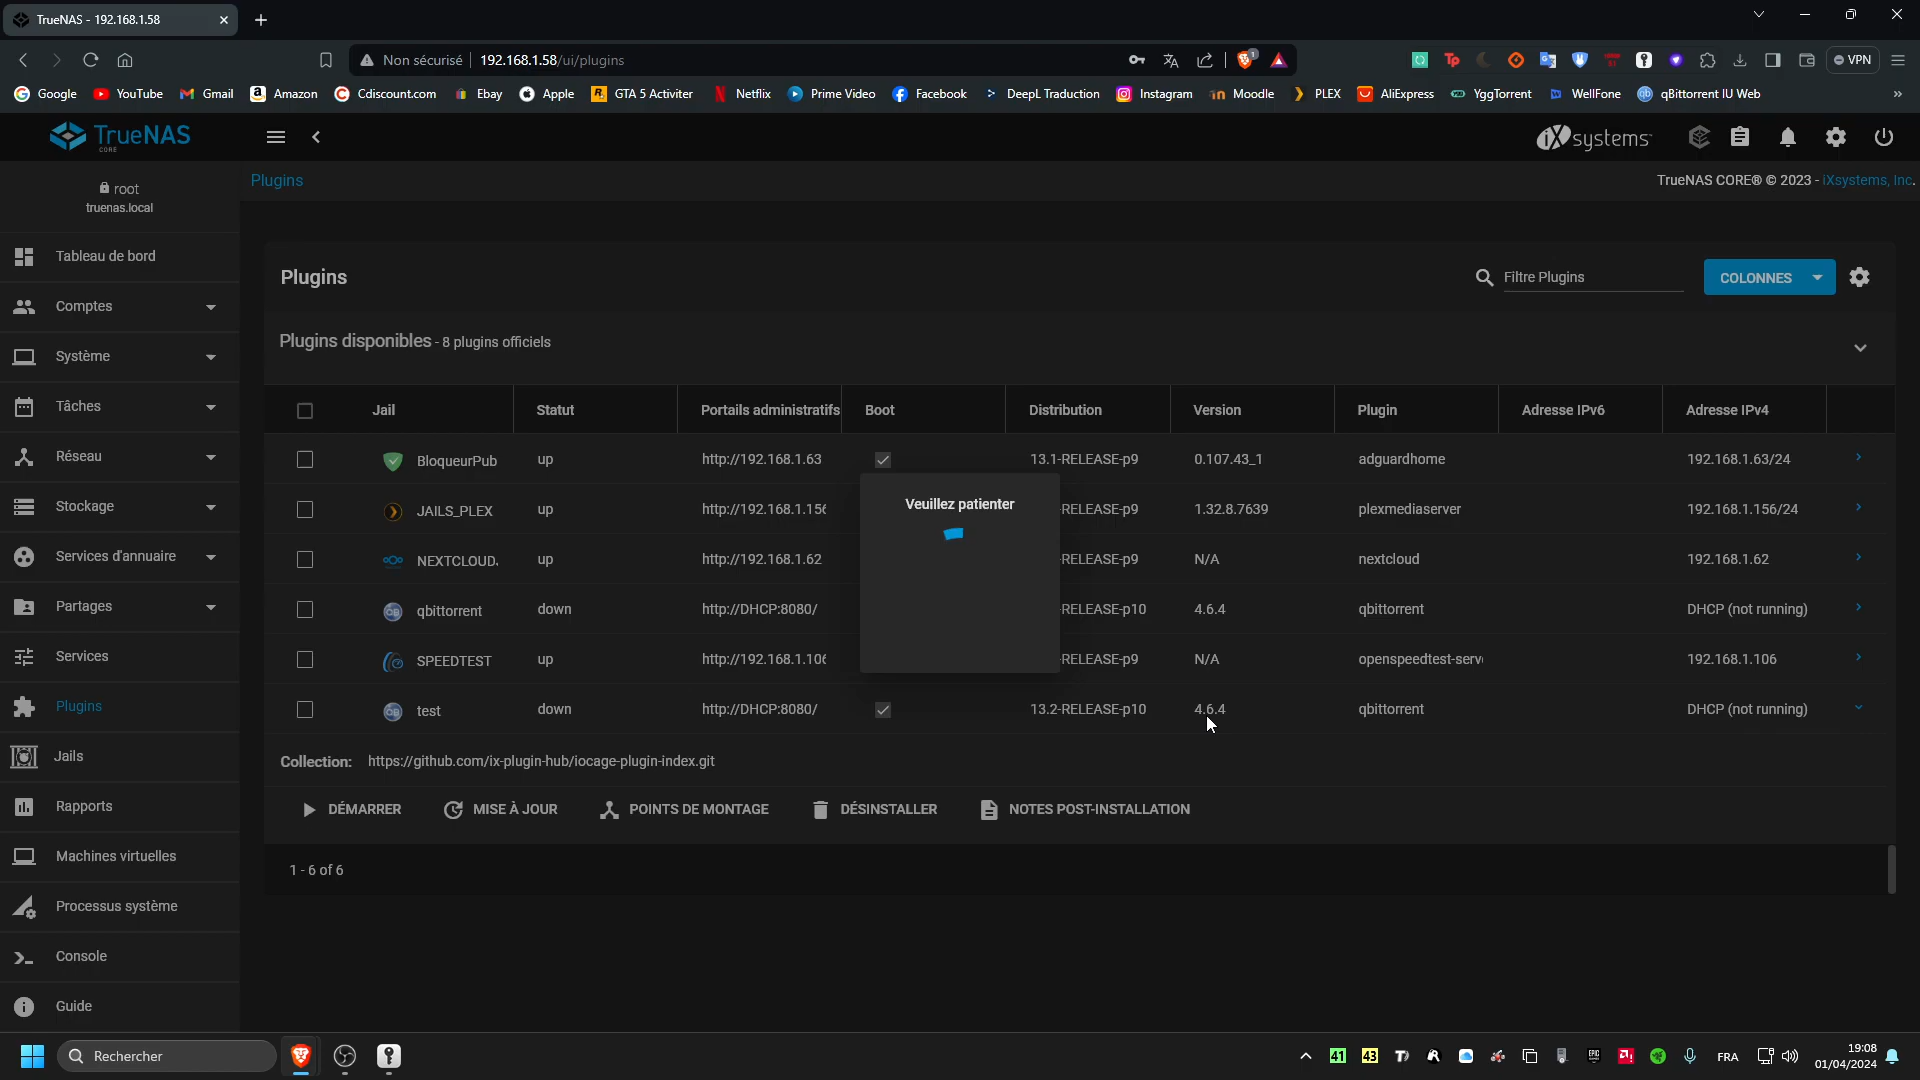 TrueNAS - 192.168.1.58
Non sécurisé
192.168.1.58/ui/plugins
VPN
Google
YouTube
Gmail
Amazon
Cdiscount.com
Ebay
Apple
GTA 5 Activiter
Netflix
Prime Video
Facebook
DeepL Traduction
Instagram
Moodle
PLEX
AliExpress
YggTorrent
WellFone
qBittorrent IU Web
TrueNAS
CORE
iXsystems
root
truenas.local
Plugins
TrueNAS CORE® © 2023 - iXsystems, Inc.
Tableau de bord
Comptes
Système
Tâches
Réseau
Stockage
Services d'annuaire
Partages
Services
Plugins
Jails
Rapports
Machines virtuelles
Processus système
Console
Guide
Plugins
Filtre Plugins
COLONNES
Plugins disponibles - 8 plugins officiels
Jail Statut Portails administratifs Boot Distribution Version Plugin Adresse IPv6 Adresse IPv4
BloqueurPub up http://192.168.1.63 13.1-RELEASE-p9 0.107.43_1 adguardhome 192.168.1.63/24
JAILS_PLEX up http://192.168.1.156 -RELEASE-p9 1.32.8.7639 plexmediaserver 192.168.1.156/24
NEXTCLOUD. up http://192.168.1.62 -RELEASE-p9 N/A nextcloud 192.168.1.62
qbittorrent down http://DHCP:8080/ -RELEASE-p10 4.6.4 qbittorrent DHCP (not running)
SPEEDTEST up http://192.168.1.106 -RELEASE-p9 N/A openspeedtest-serv 192.168.1.106
test down http://DHCP:8080/ 13.2-RELEASE-p10 4.6.4 qbittorrent DHCP (not running)
Veuillez patienter
Collection: https://github.com/ix-plugin-hub/iocage-plugin-index.git
DÉMARRER
MISE À JOUR
POINTS DE MONTAGE
DÉSINSTALLER
NOTES POST-INSTALLATION
1 - 6 of 6
Rechercher
41
43
FRA
19:08
01/04/2024